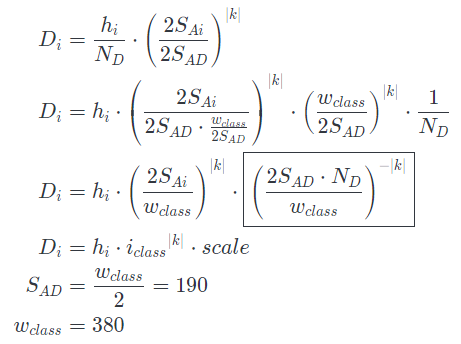 D_i = \frac{h_i}{N_D} \cdot \left( \frac{2S_{Ai}}{2S_{AD}} \right)^{|k|}
D_i = h_i \cdot \left( \frac{2S_{Ai}}{2S_{AD} \cdot \frac{w_{class}}{2S_{AD}}} \right)^{|k|} \cdot \left( \frac{w_{class}}{2S_{AD}} \right)^{|k|} \cdot \frac{1}{N_D}
D_i = h_i \cdot \left( \frac{2S_{Ai}}{w_{class}} \right)^{|k|} \cdot \boxed{\left( \frac{2S_{AD} \cdot N_D}{w_{class}} \right)^{-|k|}}
D_i = h_i \cdot {i_{class}}^{|k|} \cdot scale
S_{AD} = \frac{w_{class}}{2} = 190
w_{class} = 380